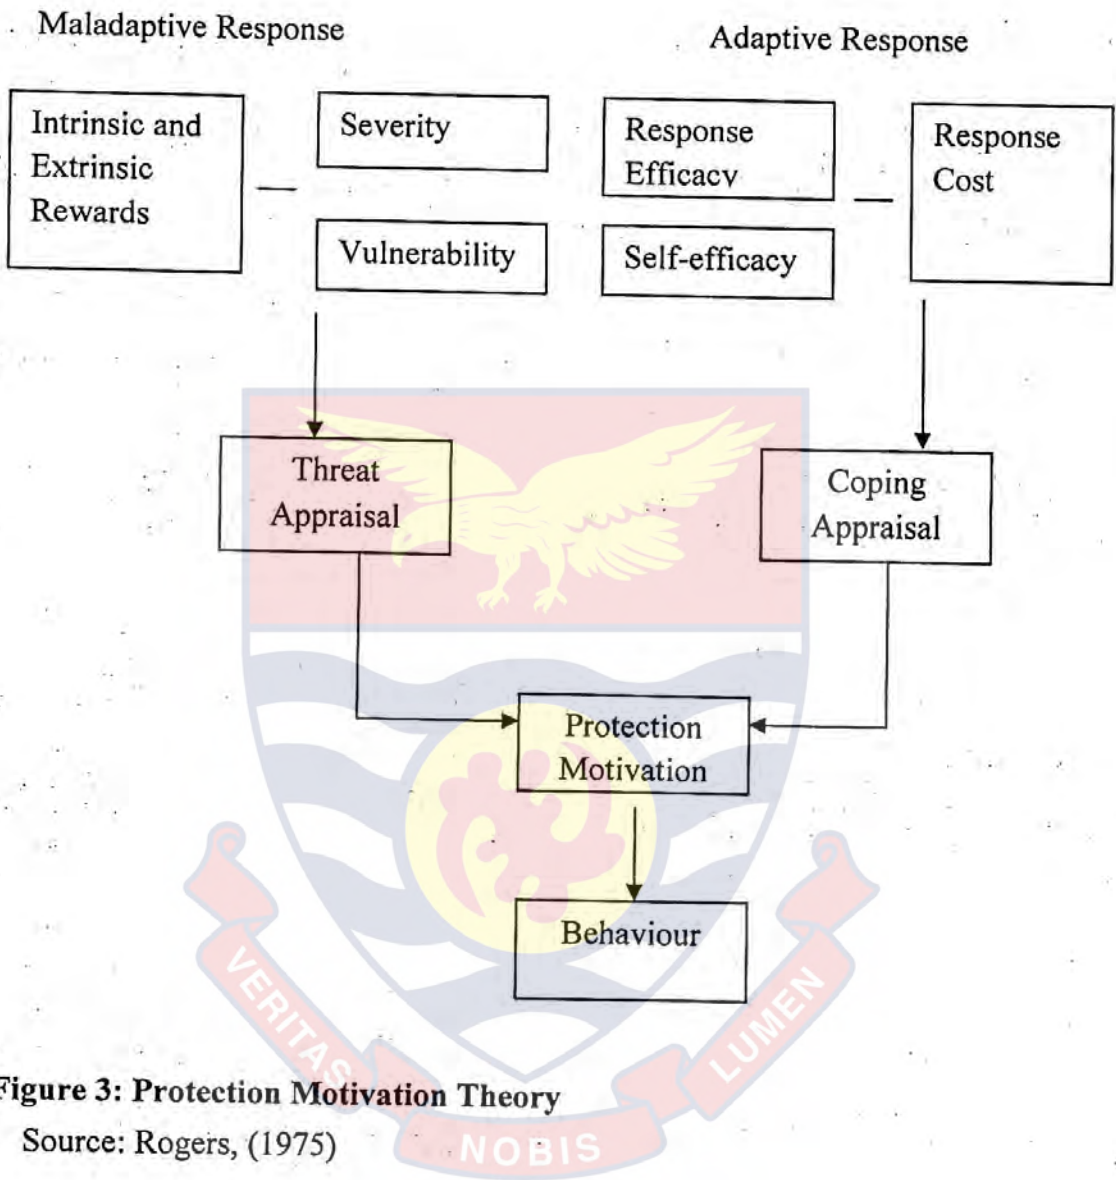 Maladaptive Response
Adaptive Response
Intrinsic and
Extrinsic
Rewards
Severity
Vulnerability
Response
Efficacy
Self-efficacy
Response
Cost
Threat
Appraisal
Coping
Appraisal
Protection
Motivation
Behaviour
VERITAS
NOBIS
LUMEN
Figure 3: Protection Motivation Theory
Source: Rogers, (1975)